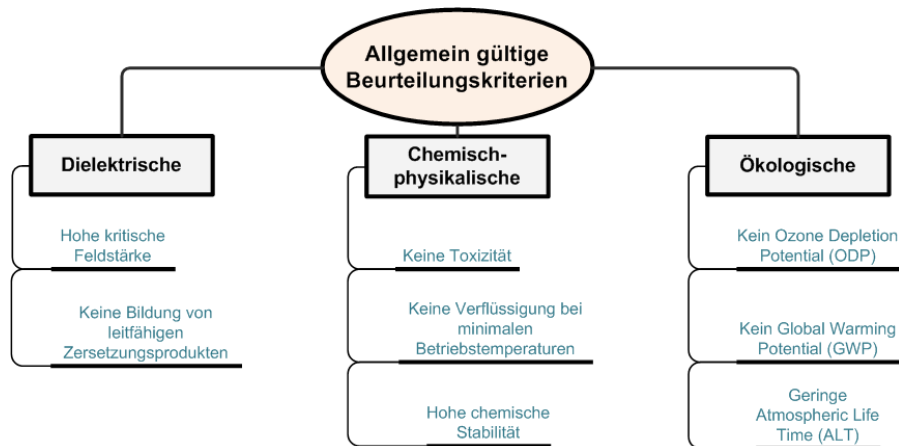 Allgemein gültige
Beurteilungskriterien
Dielektrische
Hohe kritische
Feldstärke
Keine Bildung von
leitfähigen
Zersetzungsprodukten
Chemisch-
physikalische
Keine Toxizität
Keine Verflüssigung bei
minimalen
Betriebstemperaturen
Hohe chemische
Stabilität
Ökologische
Kein Ozone Depletion
Potential (ODP)
Kein Global Warming
Potential (GWP)
Geringe
Atmospheric Life
Time (ALT)